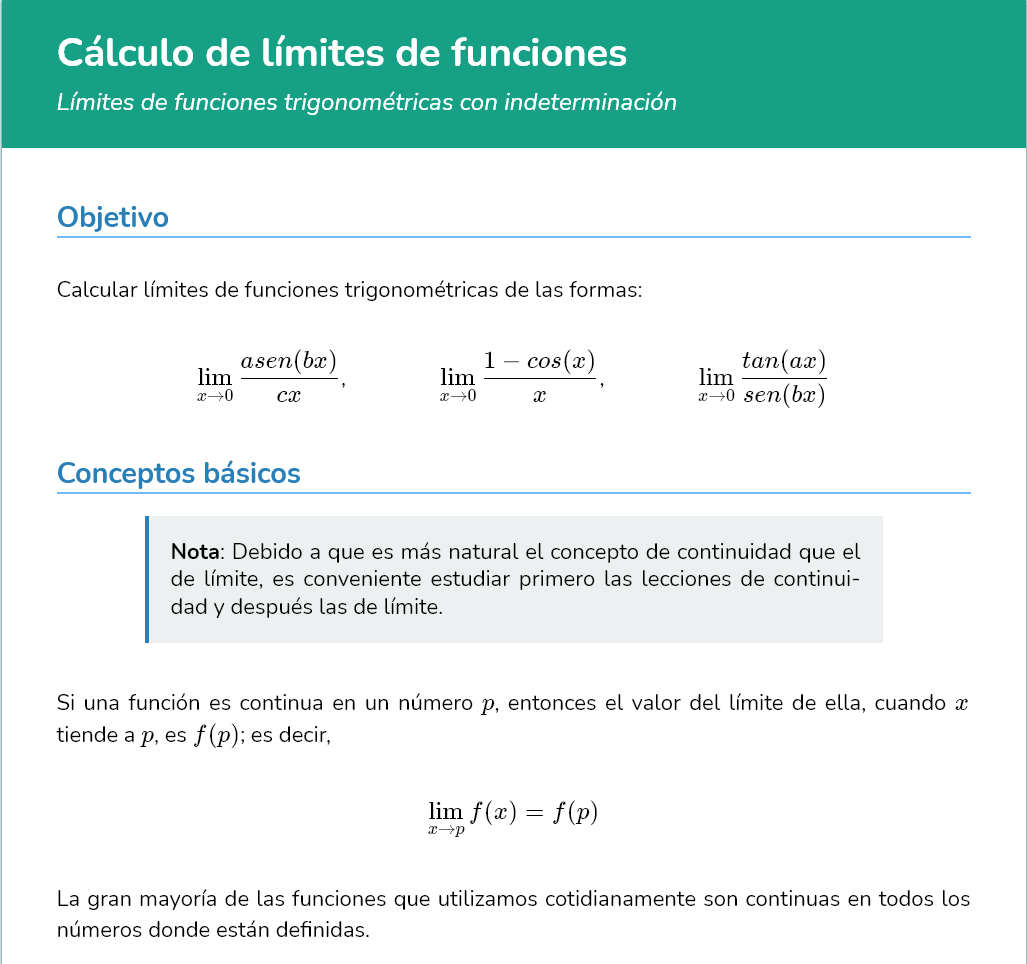 Cálculo de límites de funciones
Límites de funciones trigonométricas con indeterminación
Objetivo
Calcular límites de funciones trigonométricas de las formas:
lim_{x→0} \frac{asen(bx)}{cx}, lim_{x→0} \frac{1 − cos(x)}{x}, lim_{x→0} \frac{tan(ax)}{sen(bx)}
Conceptos básicos
Nota: Debido a que es más natural el concepto de continuidad que el
de límite, es conveniente estudiar primero las lecciones de continui-
dad y después las de límite.
Si una función es continua en un número p, entonces el valor del límite de ella, cuando x
tiende a p, es f(p); es decir,
lim_{x→p} f(x) = f(p)
La gran mayoría de las funciones que utilizamos cotidianamente son continuas en todos los
números donde están definidas.